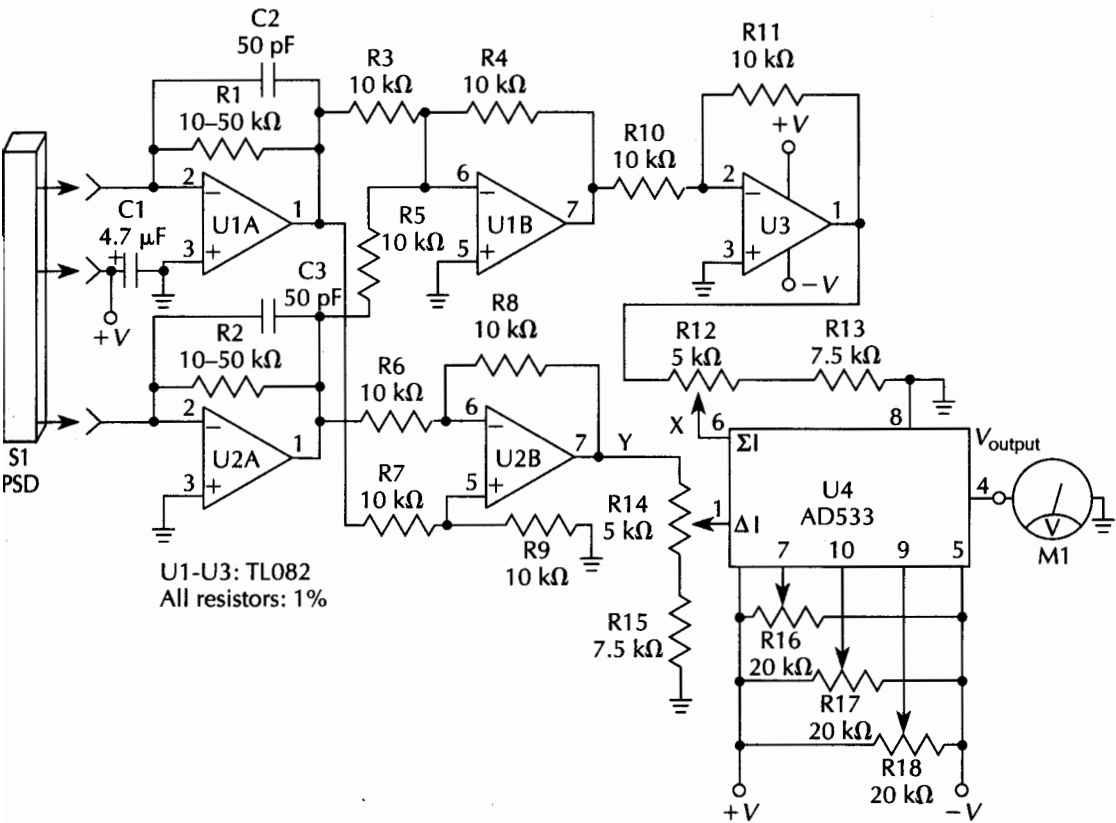 C2
50 pF
R1
10–50 kΩ
R3
10 kΩ
R4
10 kΩ
R11
10 kΩ
+V
R10
10 kΩ
2
−
1
U1A
3
+
C1
4.7 µF
+
+V
R5
10 kΩ
6
−
7
U1B
5
+
2
−
1
U3
3
+
−V
C3
50 pF
R2
10–50 kΩ
R8
10 kΩ
R12
5 kΩ
R13
7.5 kΩ
R6
10 kΩ
2
−
1
U2A
3
+
6
−
7
U2B
5
+
Y
X
6
8
ΣI
Voutput
S1
PSD
R7
10 kΩ
R9
10 kΩ
R14
5 kΩ
1
ΔI
U4
AD533
4
V
M1
7
10
9
5
U1-U3: TL082
All resistors: 1%
R15
7.5 kΩ
R16
20 kΩ
R17
20 kΩ
R18
20 kΩ
+V
−V